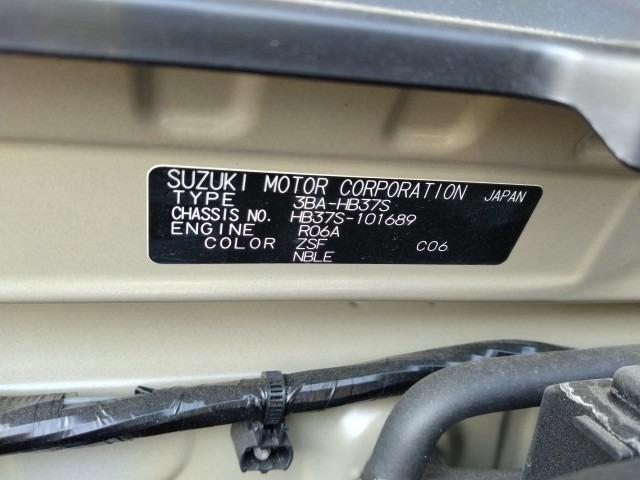 SUZUKI MOTOR CORPORATION JAPAN
TYPE 3BA-HB37S
CHASSIS NO. HB37S-101689
ENGINE R06A
COLOR ZSF C06
NBLE